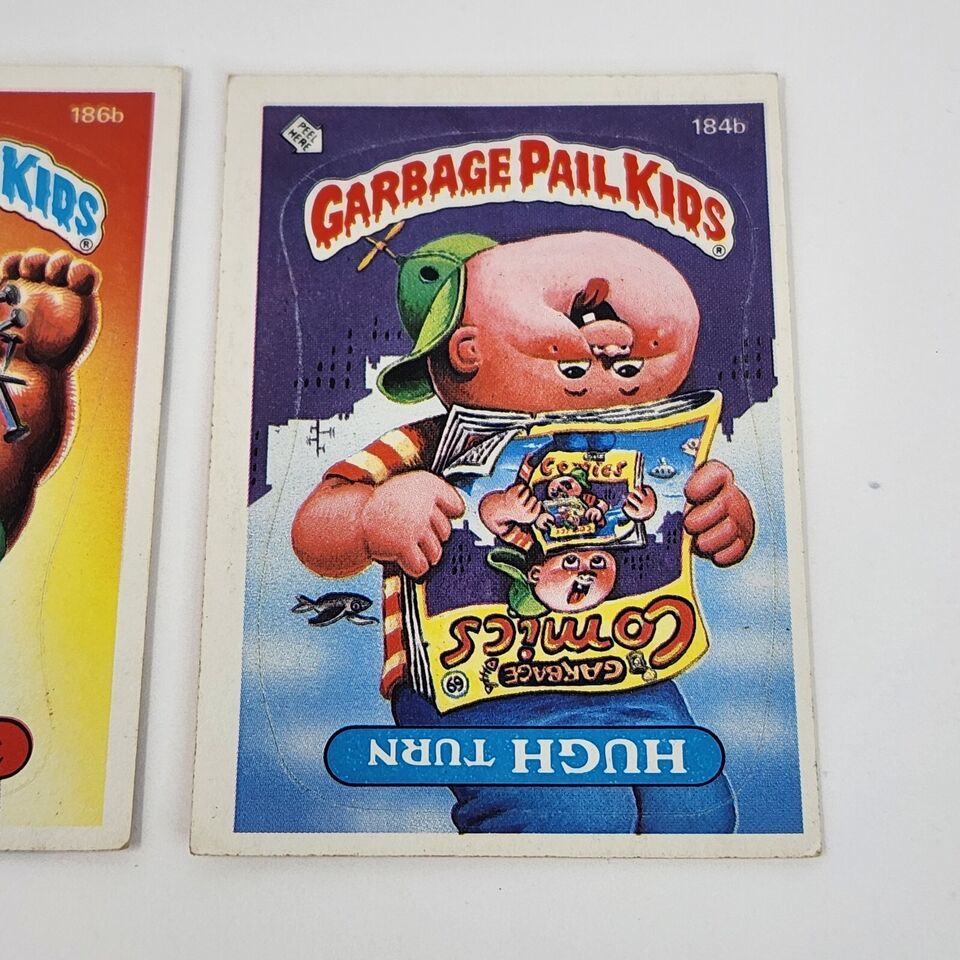 186b
KIDS
®
PEEL
HERE
184b
GARBAGE PAIL KIDS
®
COMICS
GARBAGE
COMICS
69
HUGH TURN